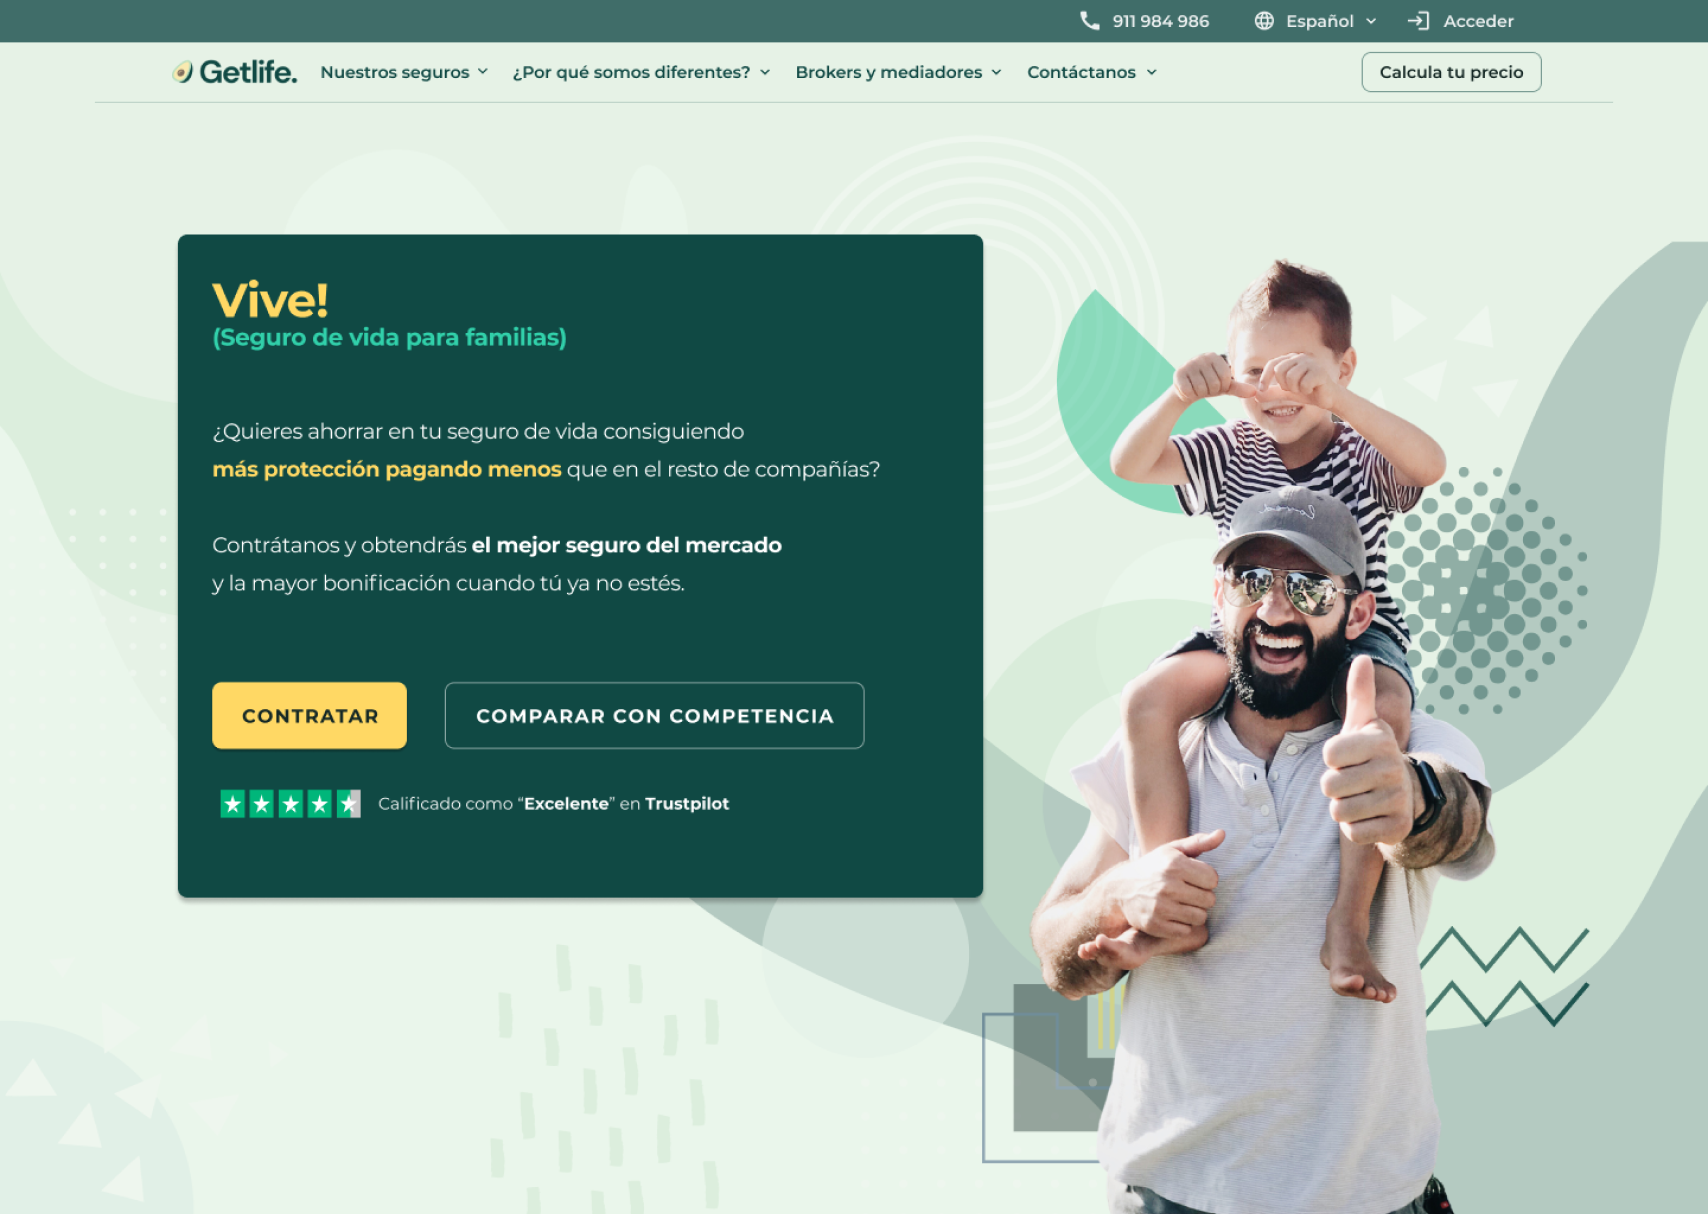 911 984 986 Español Acceder
Getlife. Nuestros seguros ¿Por qué somos diferentes? Brokers y mediadores Contáctanos Calcula tu precio
Vive!
(Seguro de vida para familias)
¿Quieres ahorrar en tu seguro de vida consiguiendo
más protección pagando menos que en el resto de compañías?
Contrátanos y obtendrás el mejor seguro del mercado
y la mayor bonificación cuando tú ya no estés.
CONTRATAR COMPARAR CON COMPETENCIA
Calificado como “Excelente” en Trustpilot